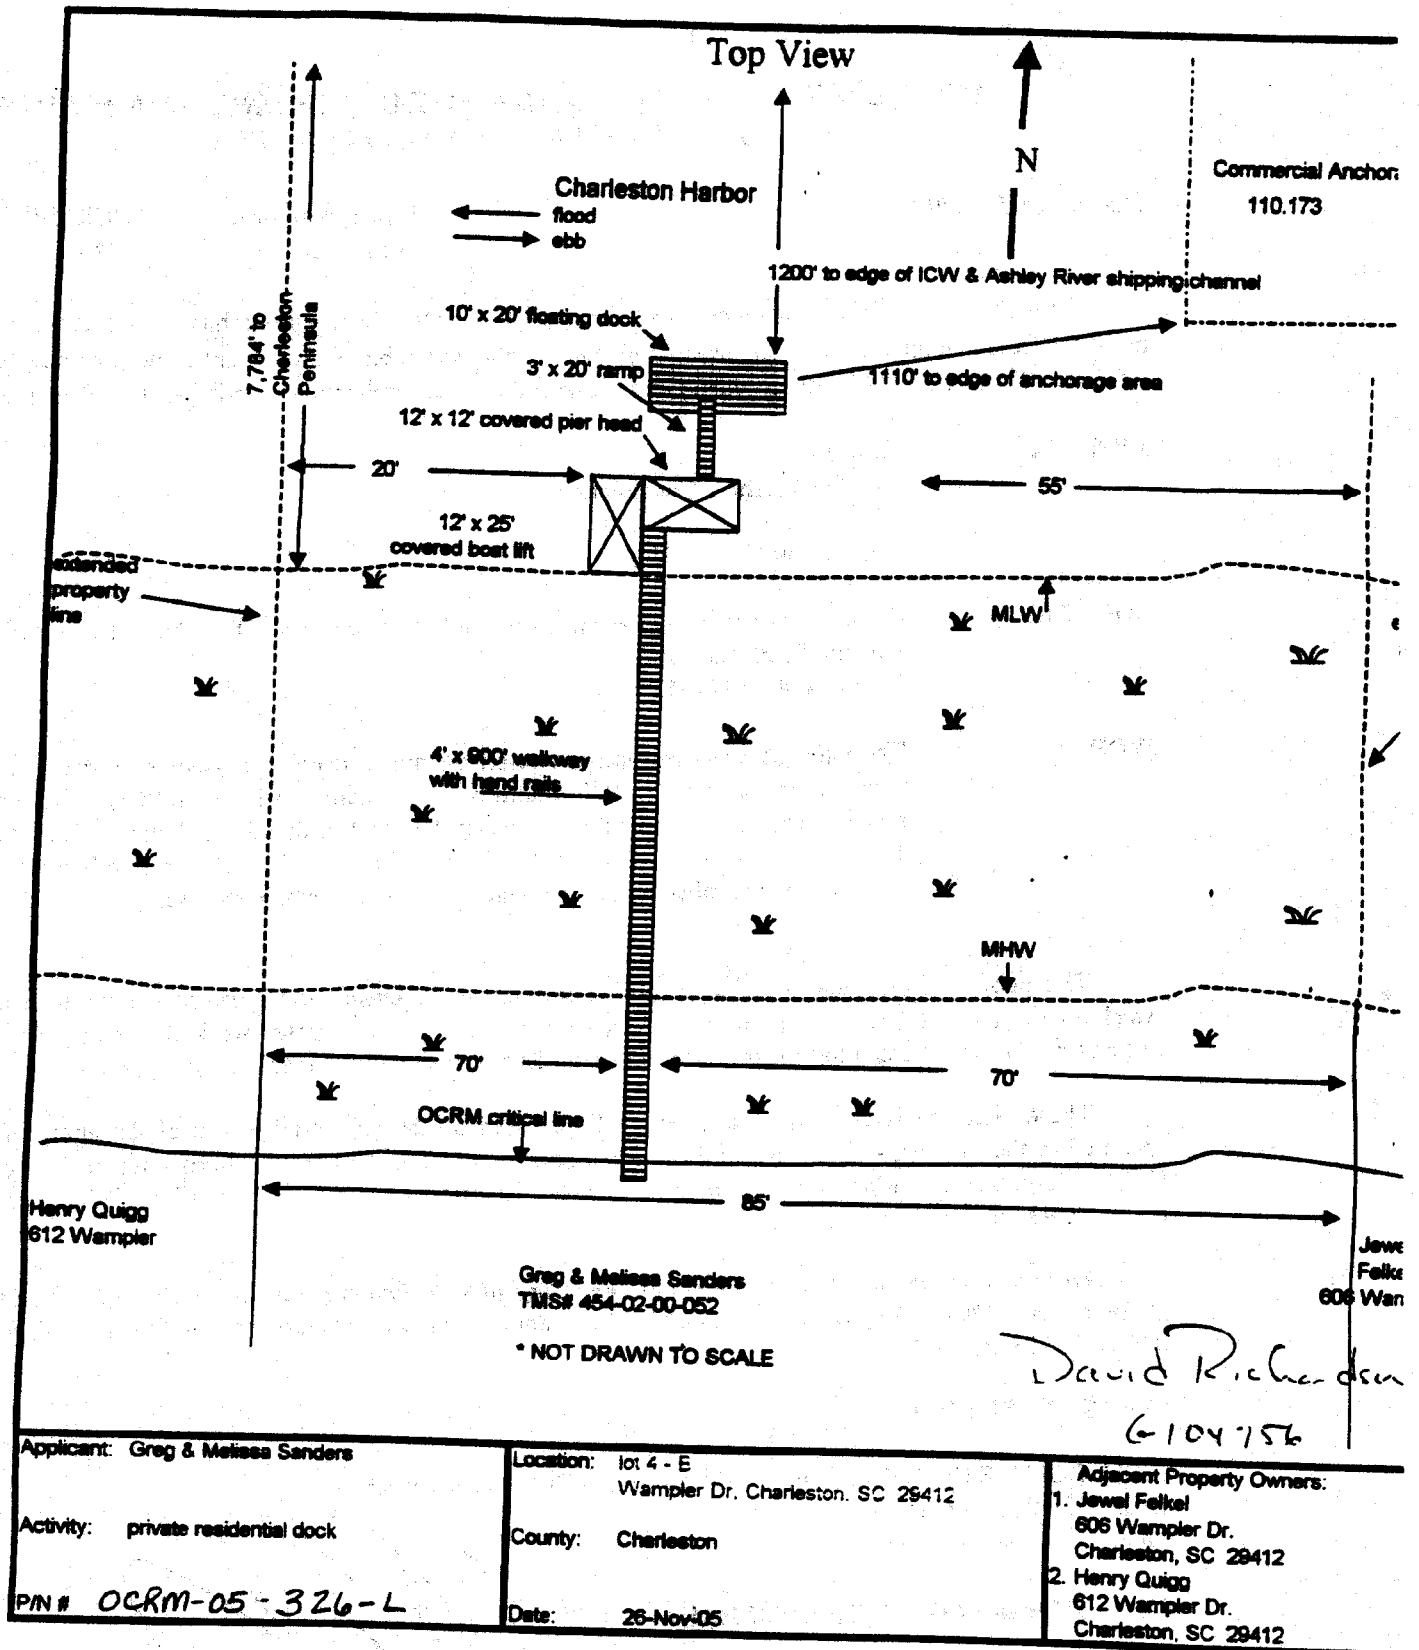 Top View
N
Commercial Anchor
110.173
Charleston Harbor
flood
ebb
1200' to edge of ICW & Ashley River shipping channel
7,784' to
Charleston
Peninsula
10' x 20' floating dock
3' x 20' ramp
1110' to edge of anchorage area
12' x 12' covered pier head
20'
55'
12' x 25'
covered boat lift
extended
property
line
MLW
4' x 900' walkway
with hand rails
MHW
70'
70'
OCRM critical line
85'
Henry Quigg
612 Wampler
Jewe
Felke
606 Wam
Greg & Melissa Sanders
TMS# 454-02-00-052
* NOT DRAWN TO SCALE
David Richardson
Applicant: Greg & Melissa Sanders
Activity: private residential dock
P/N # OCRM-05-326-L
Location: lot 4 - E
Wampler Dr. Charleston. SC 29412
County: Charleston
Date: 26-Nov-05
Adjacent Property Owners:
1. Jewel Felkel
606 Wampler Dr.
Charleston, SC 29412
2. Henry Quigg
612 Wampler Dr.
Charleston, SC 29412